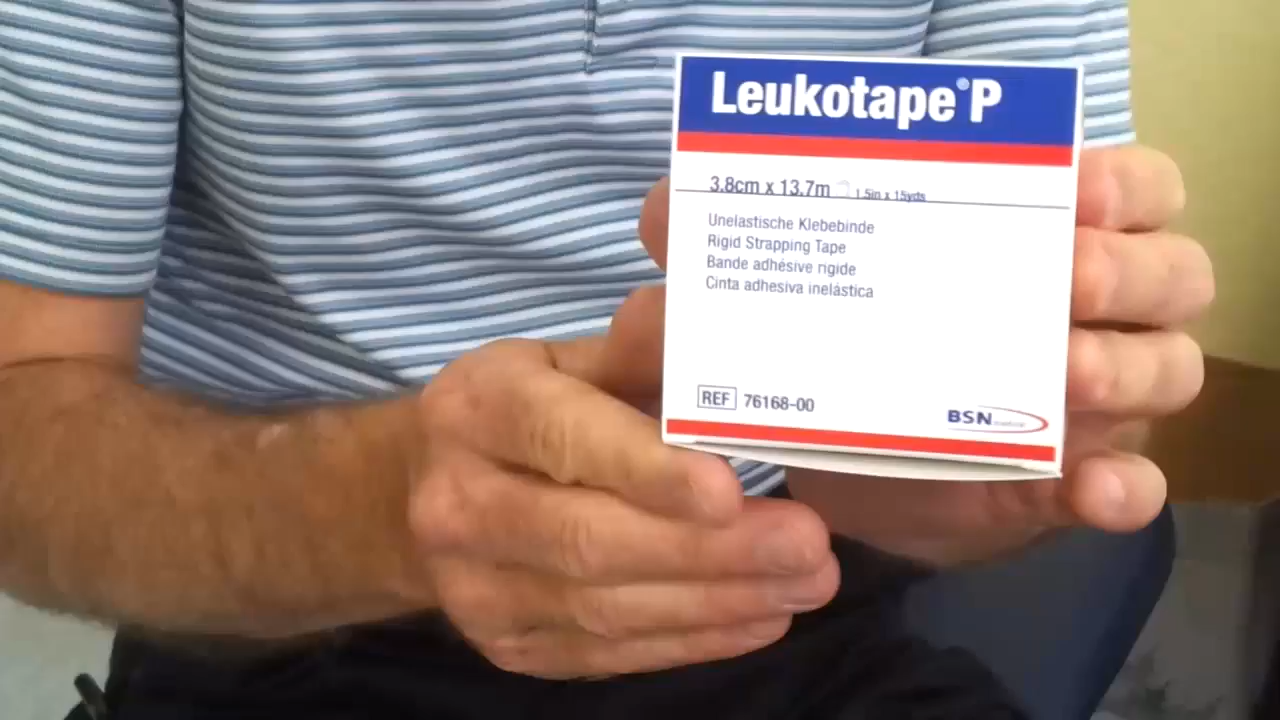 Leukotape® P
3.8cm x 13.7m 1.5in x 15yds
Unelastische Klebebinde
Rigid Strapping Tape
Bande adhésive rigide
Cinta adhesiva inelástica
REF 76168-00
BSN medical